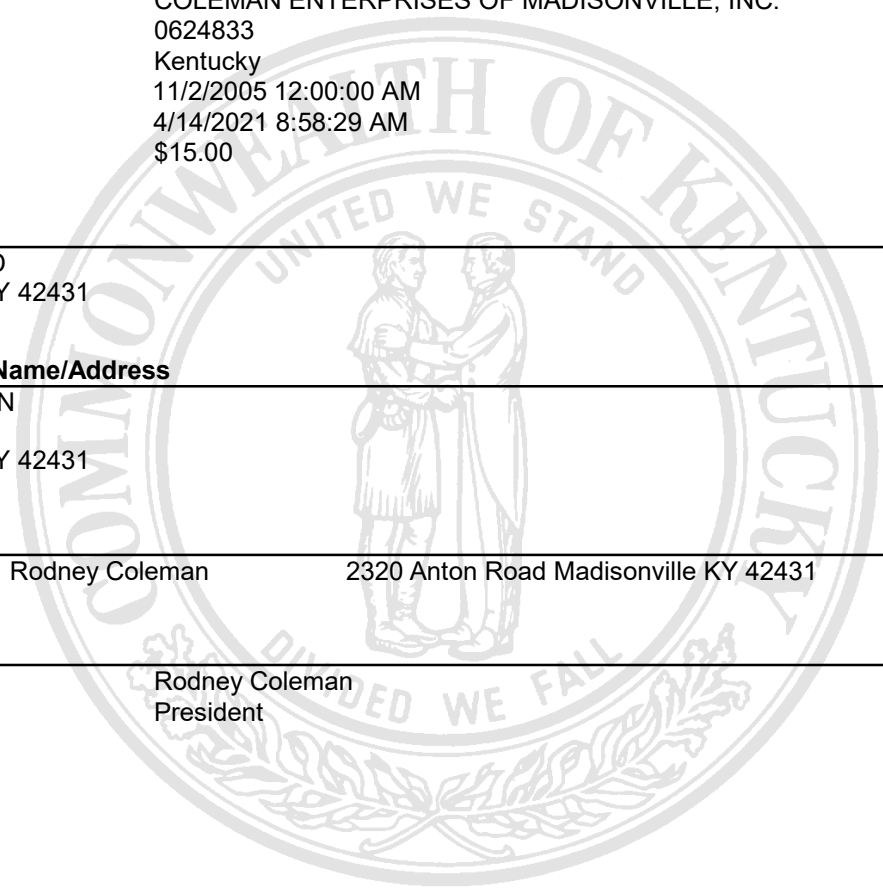 COLEMAN ENTERPRISES OF MADISONVILLE, INC.
0624833
Kentucky
11/2/2005 12:00:00 AM
4/14/2021 8:58:29 AM
$15.00
COMMONWEALTH OF KENTUCKY
UNITED WE STAND
Y 42431
Name/Address
N
Y 42431
Rodney Coleman 2320 Anton Road Madisonville KY 42431
DIVIDED WE FALL
Rodney Coleman
President